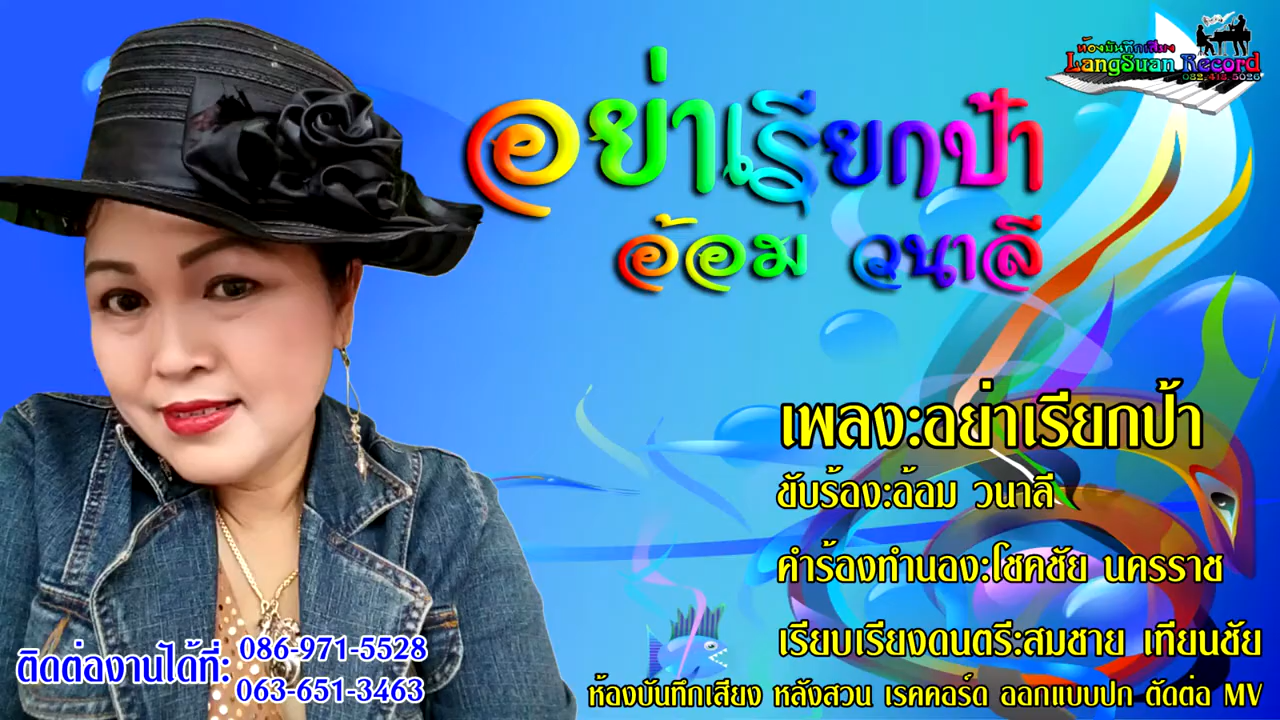 ห้องบันทึกเสียง
LangSuan Record
082.418.5026
อย่าเรียกป้า
อ้อม วนาลี
เพลง:อย่าเรียกป้า
ขับร้อง:อ้อม วนาลี
คำร้องทำนอง:โชคชัย นครราช
เรียบเรียงดนตรี:สมชาย เทียนชัย
ติดต่องานได้ที่: 086-971-5528
063-651-3463
ห้องบันทึกเสียง หลังสวน เรคคอร์ด ออกแบบปก ตัดต่อ MV